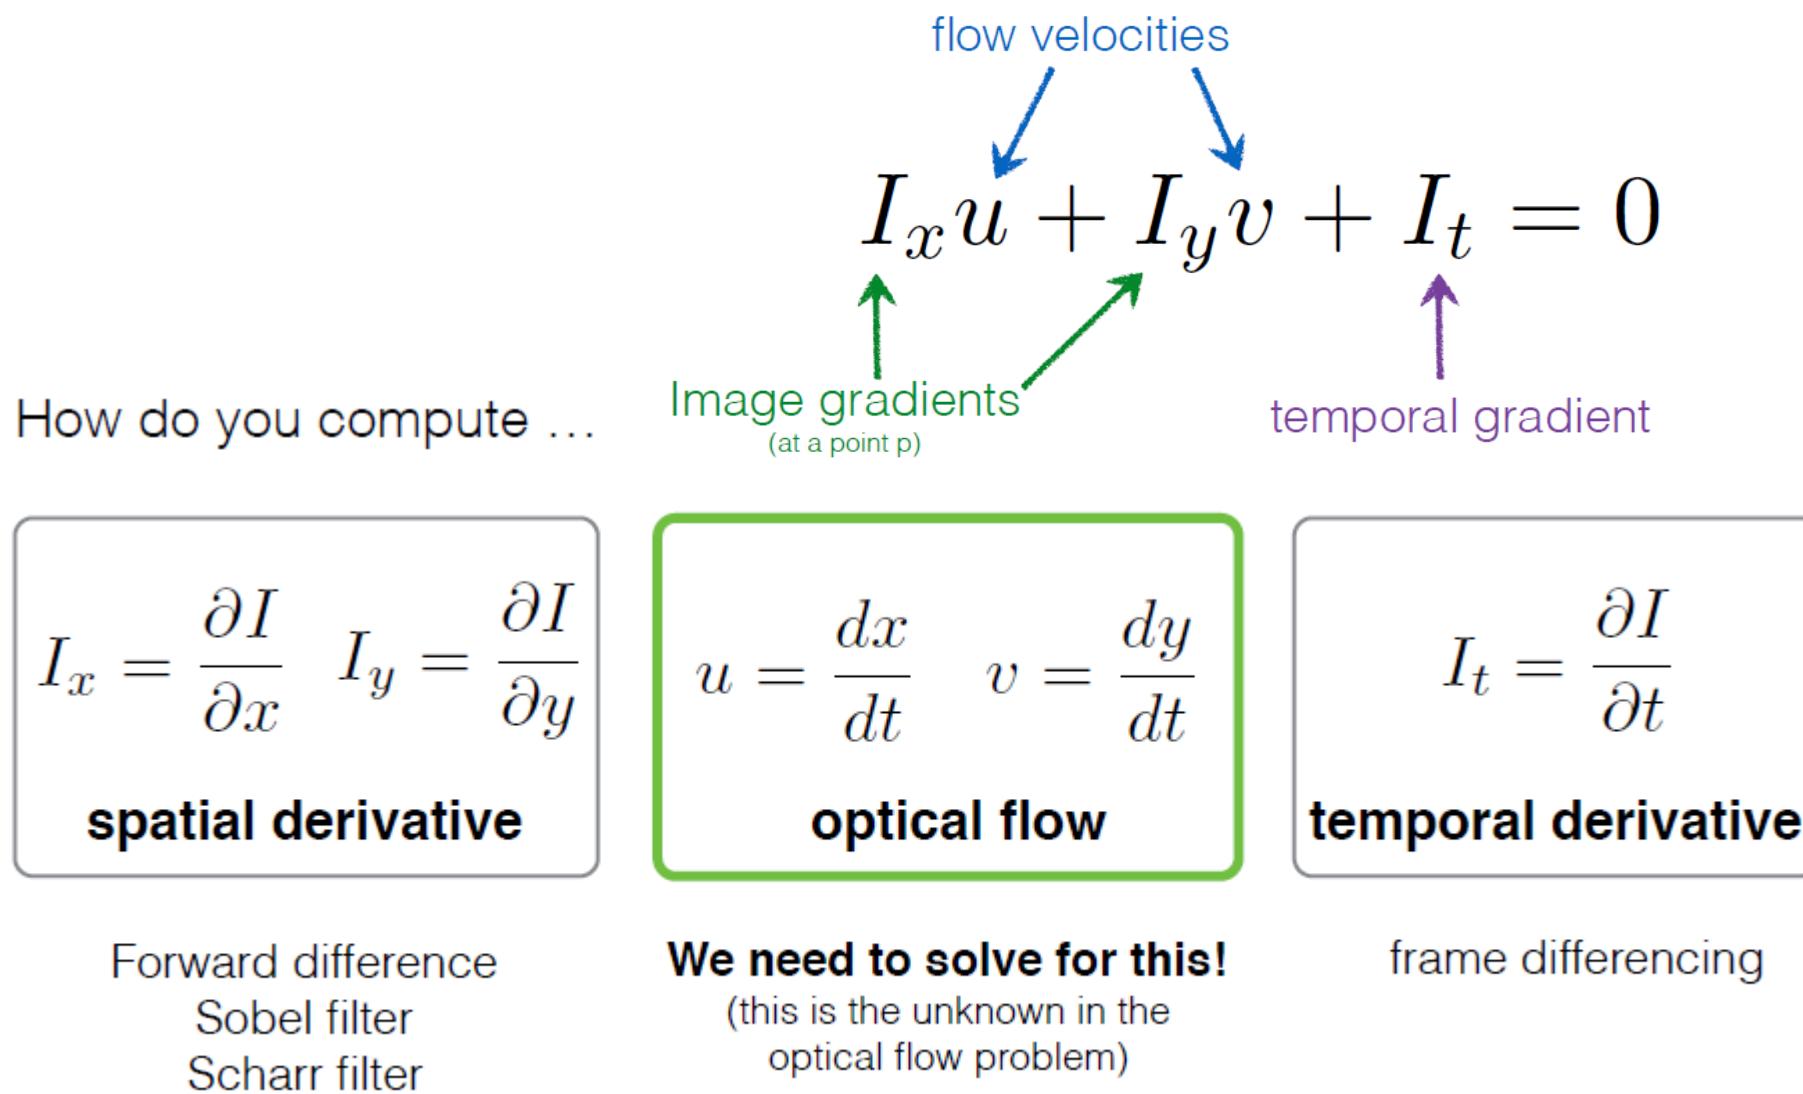 flow velocities
I_x u + I_y v + I_t = 0
How do you compute …
Image gradients
(at a point p)
temporal gradient
I_x = ∂I/∂x I_y = ∂I/∂y
spatial derivative
u = dx/dt v = dy/dt
optical flow
I_t = ∂I/∂t
temporal derivative
Forward difference
Sobel filter
Scharr filter
We need to solve for this!
(this is the unknown in the
optical flow problem)
frame differencing